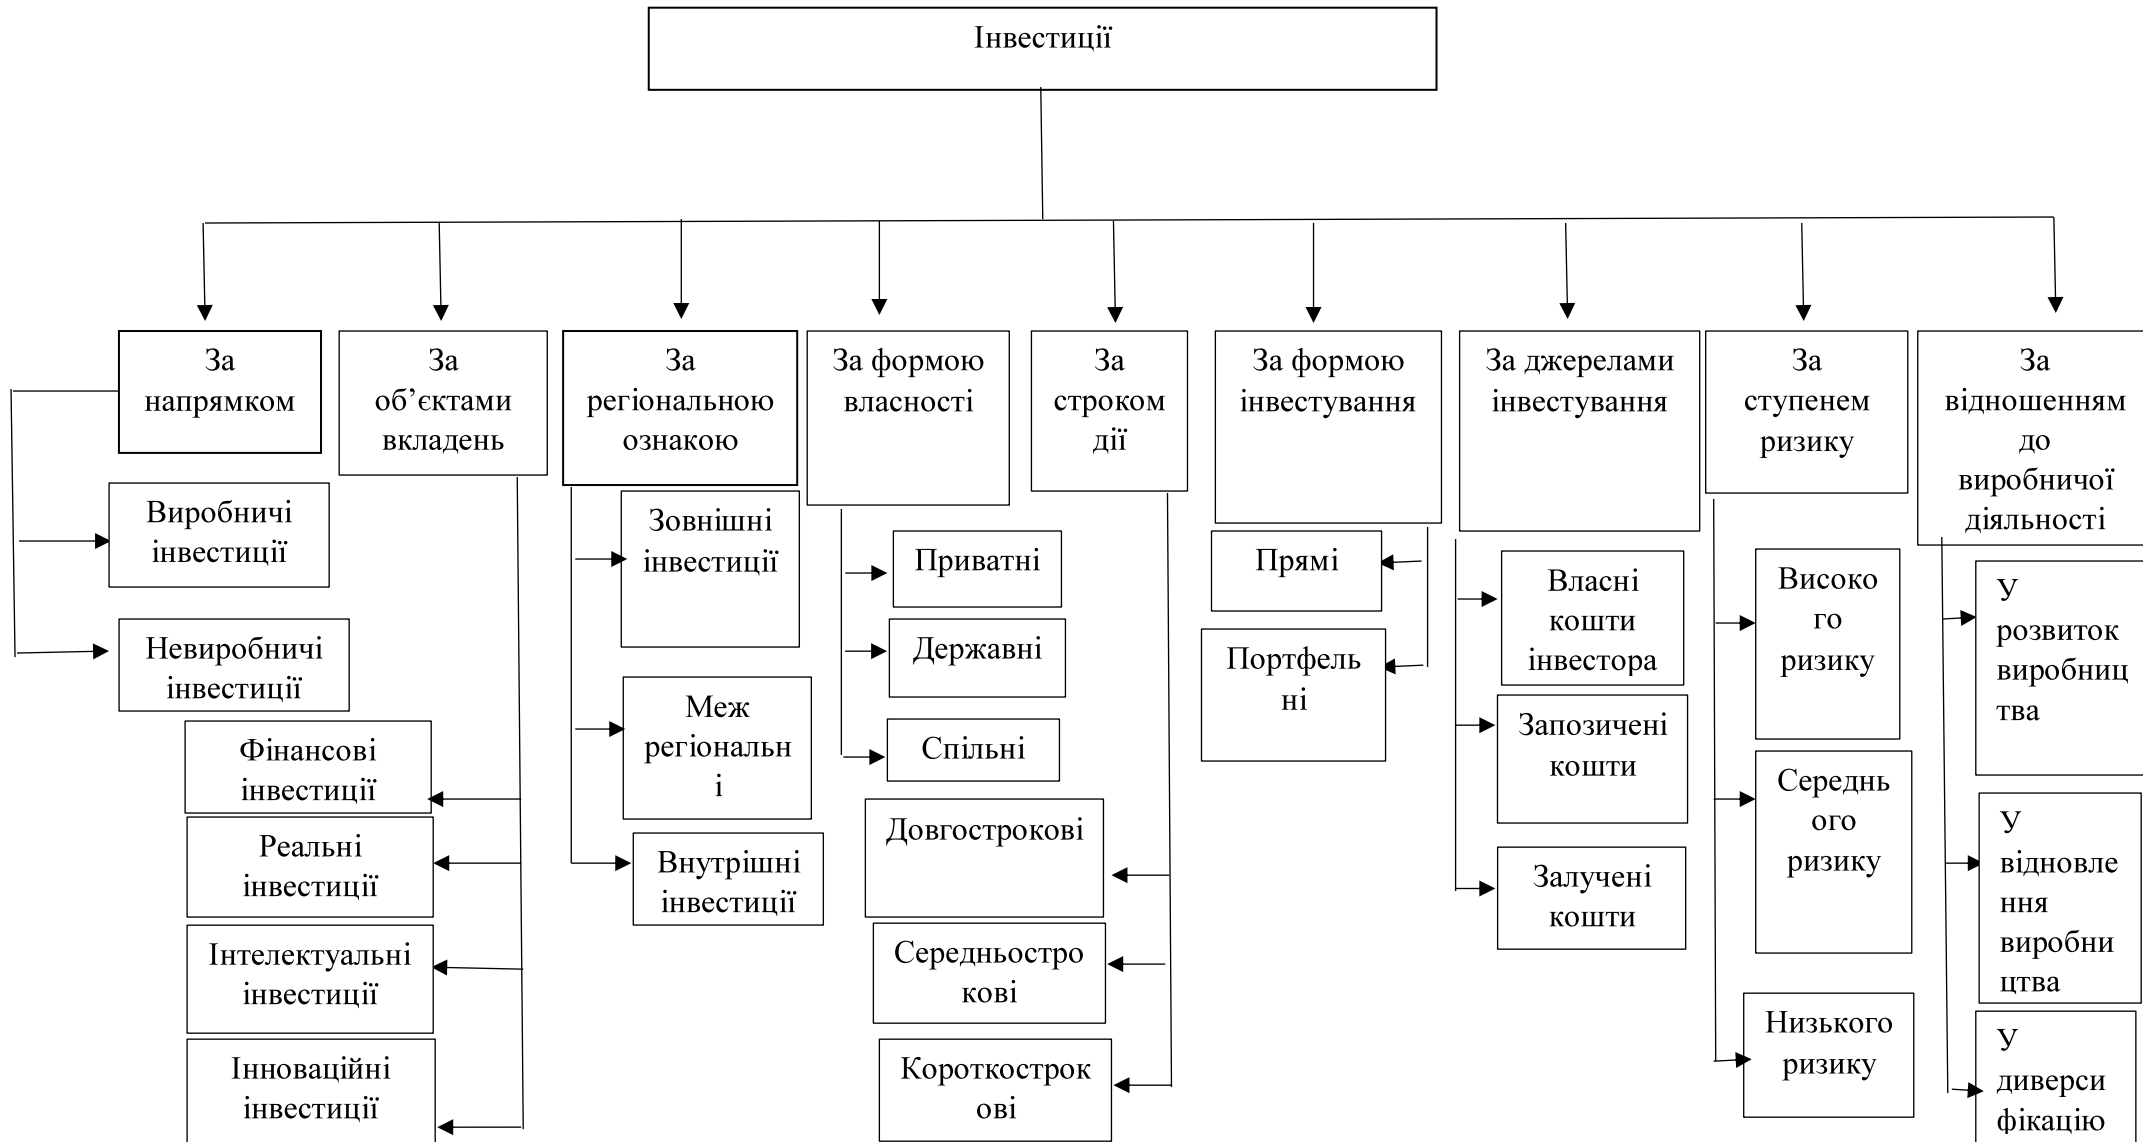 Інвестиції
За
напрямком
За
об’єктами
вкладень
За
регіональною
ознакою
За формою
власності
За
строком
дії
За формою
інвестування
За джерелами
інвестування
За
ступенем
ризику
За
відношенням
до
виробничої
діяльності
Виробничі
інвестиції
Невиробничі
інвестиції
Фінансові
інвестиції
Реальні
інвестиції
Інтелектуальні
інвестиції
Інноваційні
інвестиції
Зовнішні
інвестиції
Меж
регіональн
і
Внутрішні
інвестиції
Приватні
Державні
Спільні
Довгострокові
Середньостро
кові
Короткострок
ові
Прямі
Портфель
ні
Власні
кошти
інвестора
Запозичені
кошти
Залучені
кошти
Високо
го
ризику
Середнь
ого
ризику
Низького
ризику
У
розвиток
виробниц
тва
У
відновле
ння
виробни
цтва
У
диверси
фікацію